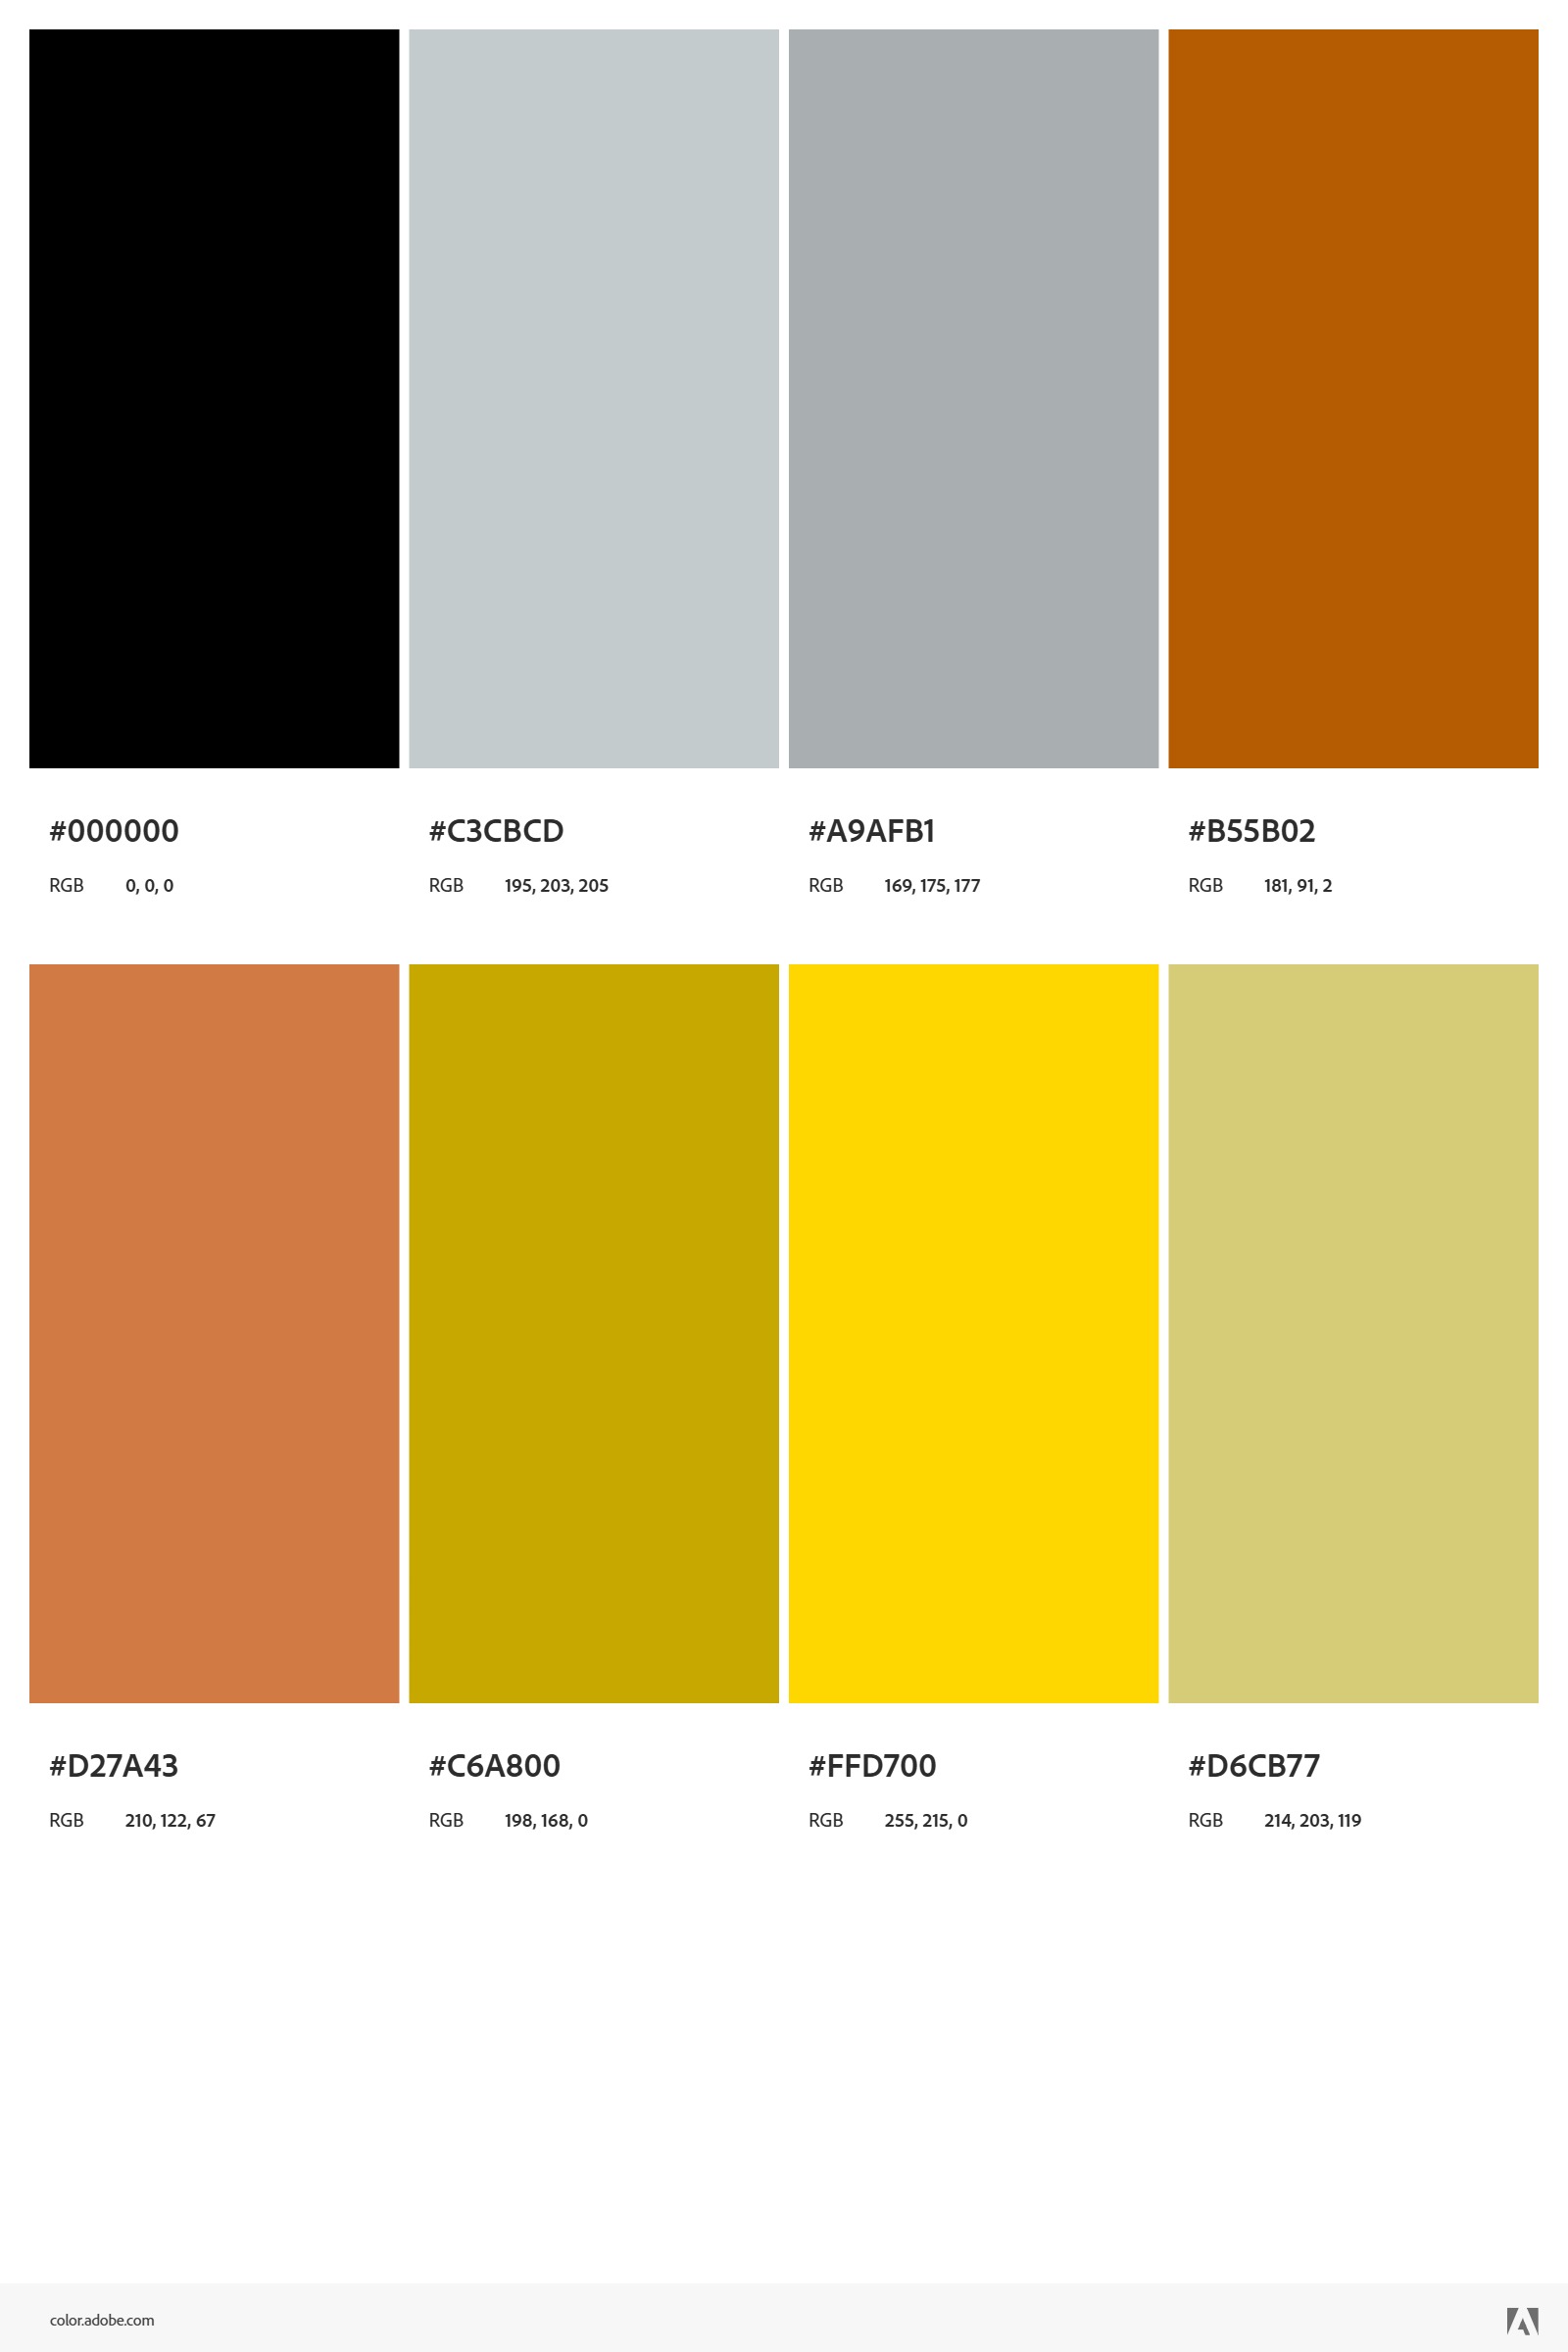 #000000 #C3CBCD #A9AFB1 #B55B02
RGB 0, 0, 0 RGB 195, 203, 205 RGB 169, 175, 177 RGB 181, 91, 2
#D27A43 #C6A800 #FFD700 #D6CB77
RGB 210, 122, 67 RGB 198, 168, 0 RGB 255, 215, 0 RGB 214, 203, 119
color.adobe.com